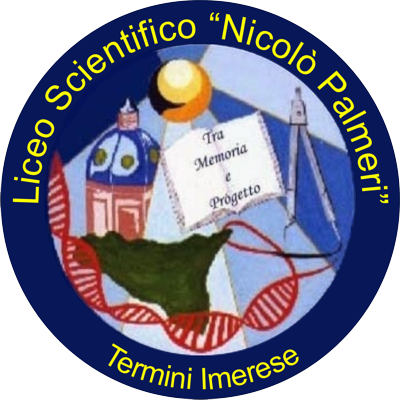 Liceo Scientifico “Nicolò Palmeri”
Tra
Memoria
e
Progetto
Termini Imerese